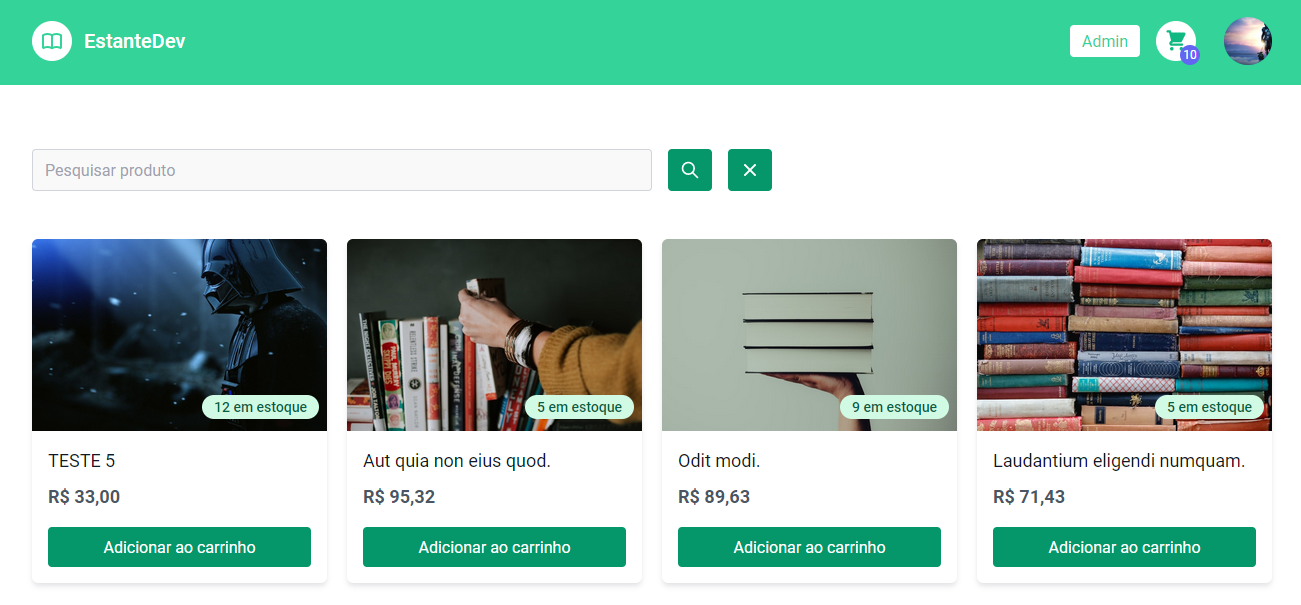 EstanteDev
Admin
10
Pesquisar produto
12 em estoque
5 em estoque
9 em estoque
5 em estoque
TESTE 5
Aut quia non eius quod.
Odit modi.
Laudantium eligendi numquam.
R$ 33,00
R$ 95,32
R$ 89,63
R$ 71,43
Adicionar ao carrinho
Adicionar ao carrinho
Adicionar ao carrinho
Adicionar ao carrinho